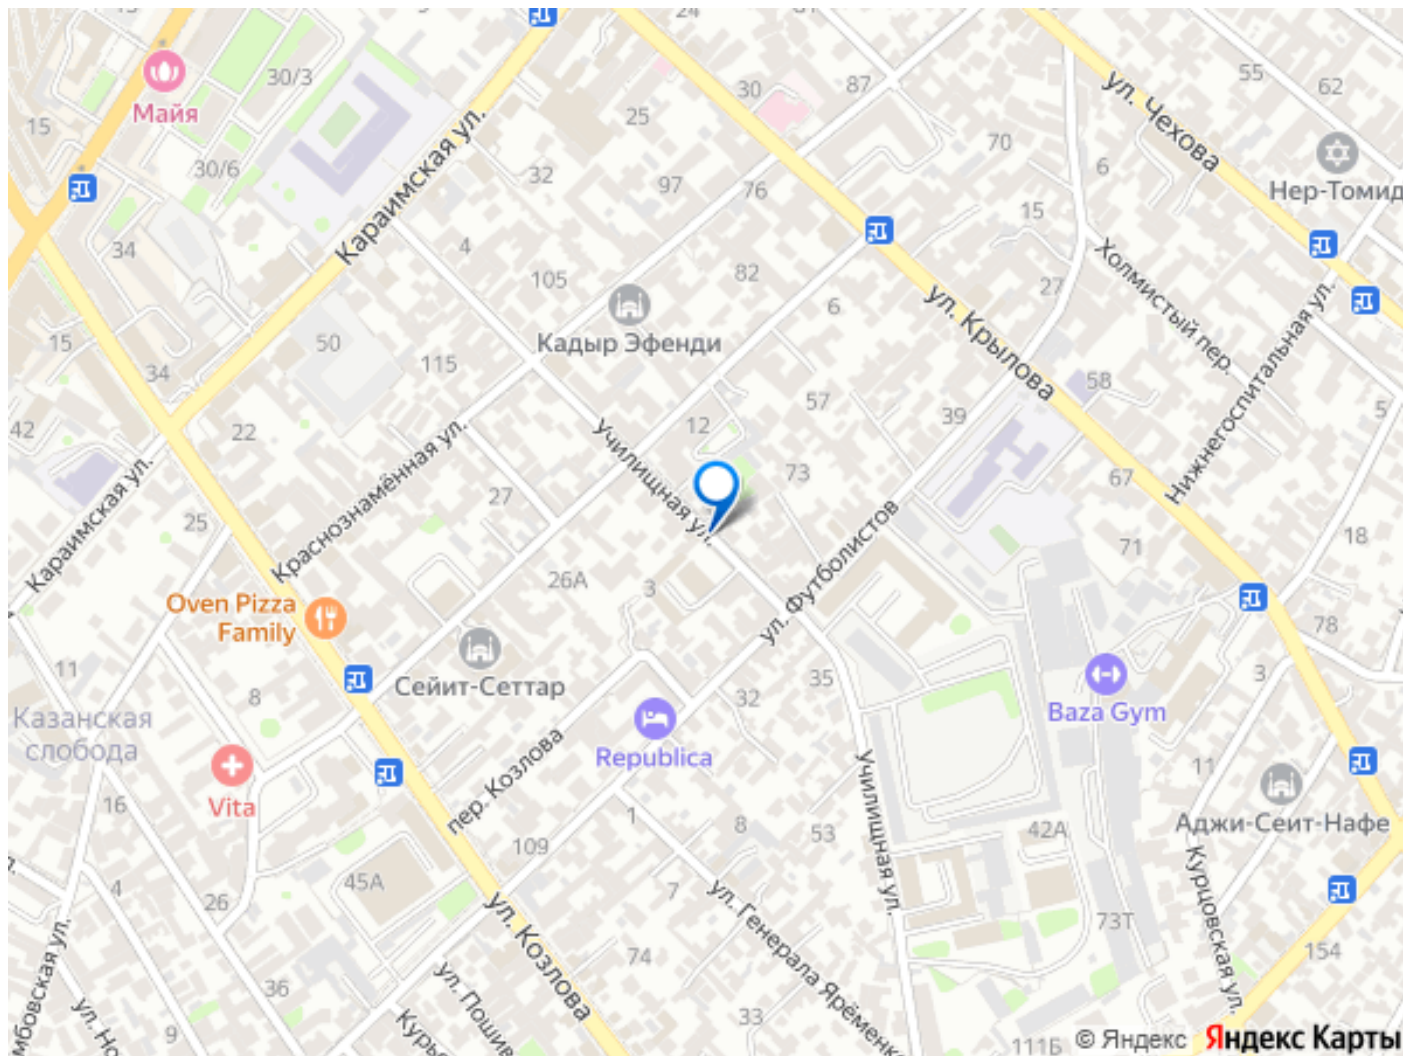 24
15
30/3
Майя
15
30/6
30
25
87
55
62
ул. Чехова
Караимская ул.
32
97
76
70
6
Нер-Томид
34
4
105
82
15
27
6
Холмистый пер.
Кадыр Эфенди
ул. Крылова
15
50
115
34
57
58
39
5
42
22
12
Училищная ул.
Краснознамённая ул.
Нижнегоспитальная ул.
Караимская ул.
27
73
67
25
18
71
26А
3
ул. Футболистов
Oven Pizza
Family
78
11
8
Сейит-Сеттар
35
32
3
Казанская
слобода
Republica
Baza Gym
Vita
пер. Козлова
Училищная ул.
11
16
1
8
53
42А
Аджи-Сеит-Нафе
109
45А
4
26
7
ул. Козлова
ул. Генерала Ярёменко
73Т
Курцовская ул.
154
74
36
33
9
111Б
© Яндекс Яндекс Карты